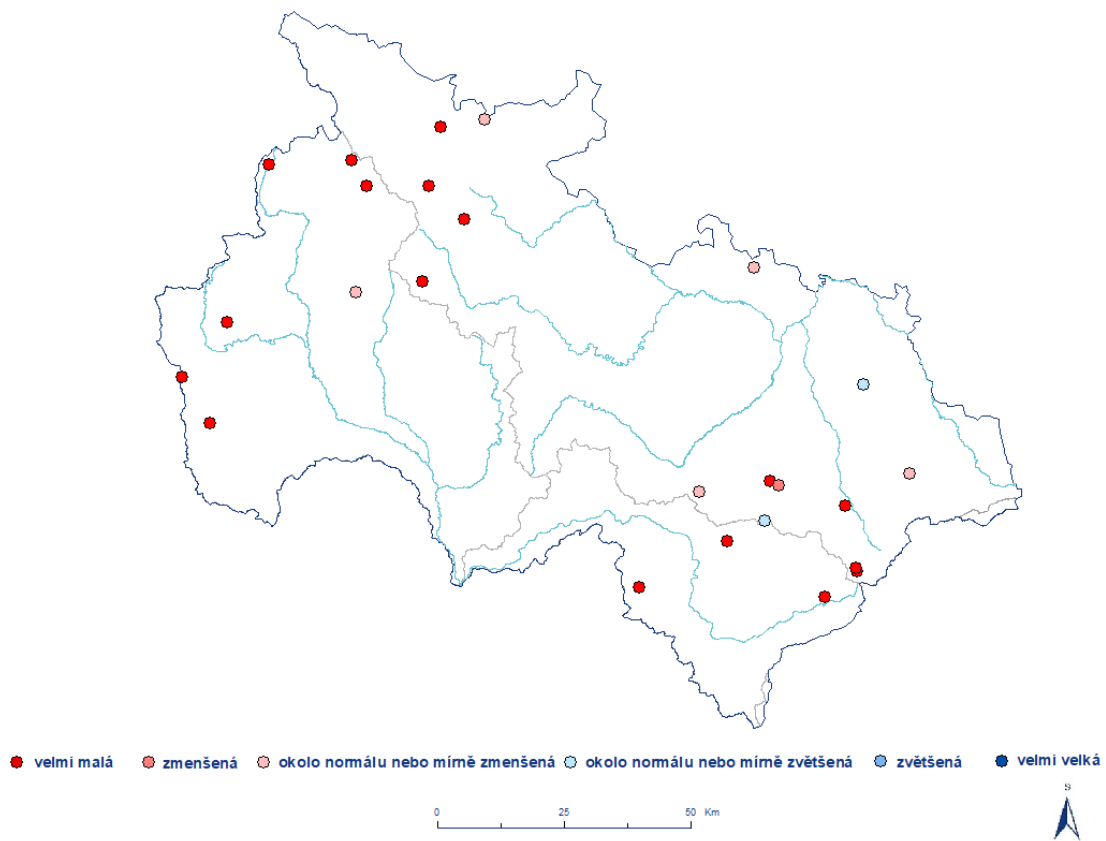 velmi malá
zmenšená
okolo normálu nebo mírně zmenšená
okolo normálu nebo mírně zvětšená
zvětšená
velmi velká
0 25 50 Km
S